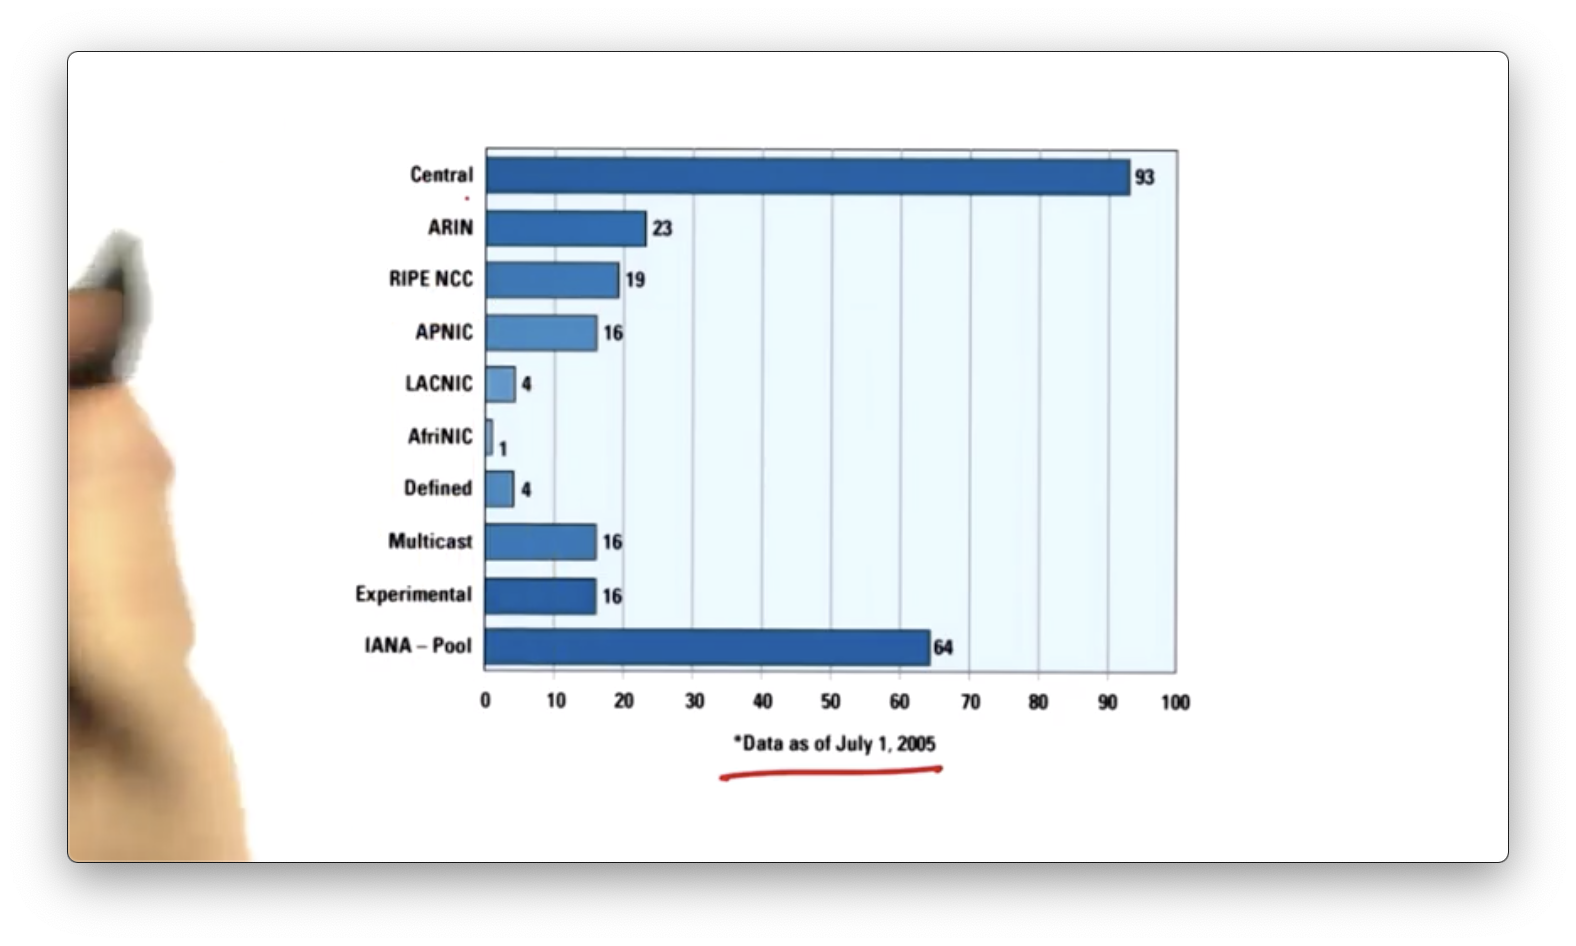 Central 93
ARIN 23
RIPE NCC 19
APNIC 16
LACNIC 4
AfriNIC 1
Defined 4
Multicast 16
Experimental 16
IANA – Pool 64
0 10 20 30 40 50 60 70 80 90 100
*Data as of July 1, 2005